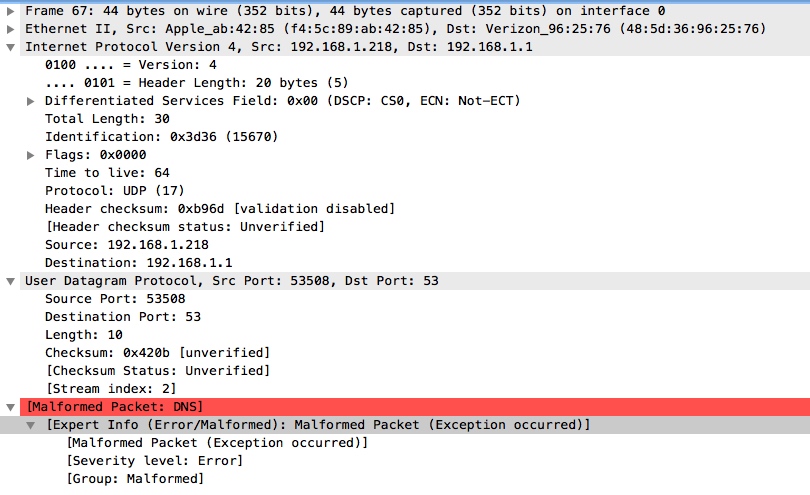 Frame 67: 44 bytes on wire (352 bits), 44 bytes captured (352 bits) on interface 0
Ethernet II, Src: Apple_ab:42:85 (f4:5c:89:ab:42:85), Dst: Verizon_96:25:76 (48:5d:36:96:25:76)
Internet Protocol Version 4, Src: 192.168.1.218, Dst: 192.168.1.1
0100 .... = Version: 4
.... 0101 = Header Length: 20 bytes (5)
Differentiated Services Field: 0x00 (DSCP: CS0, ECN: Not-ECT)
Total Length: 30
Identification: 0x3d36 (15670)
Flags: 0x0000
Time to live: 64
Protocol: UDP (17)
Header checksum: 0xb96d [validation disabled]
[Header checksum status: Unverified]
Source: 192.168.1.218
Destination: 192.168.1.1
User Datagram Protocol, Src Port: 53508, Dst Port: 53
Source Port: 53508
Destination Port: 53
Length: 10
Checksum: 0x420b [unverified]
[Checksum Status: Unverified]
[Stream index: 2]
[Malformed Packet: DNS]
[Expert Info (Error/Malformed): Malformed Packet (Exception occurred)]
[Malformed Packet (Exception occurred)]
[Severity level: Error]
[Group: Malformed]